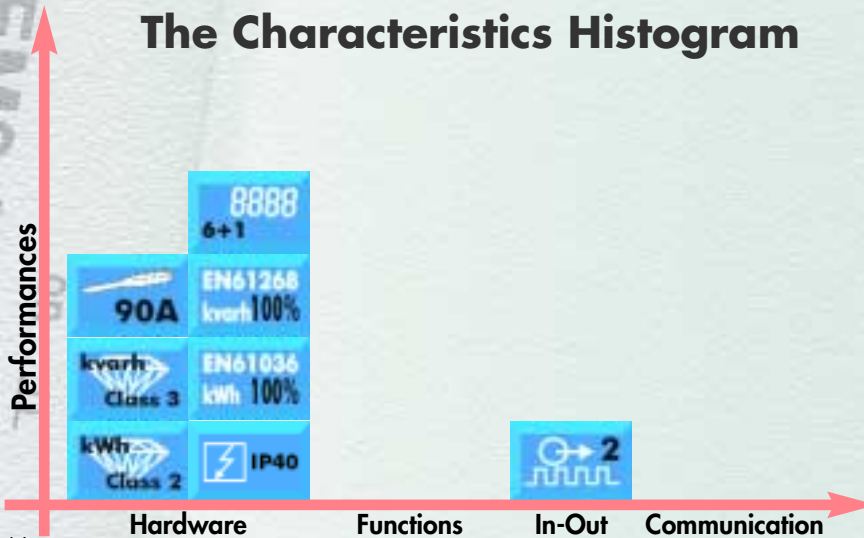 The Characteristics Histogram
Performances
8888
6+1
90A
EN61268
kvarh 100%
kvarh
Class 3
EN61036
kWh 100%
kWh
Class 2
IP40
2
Hardware
Functions
In-Out
Communication